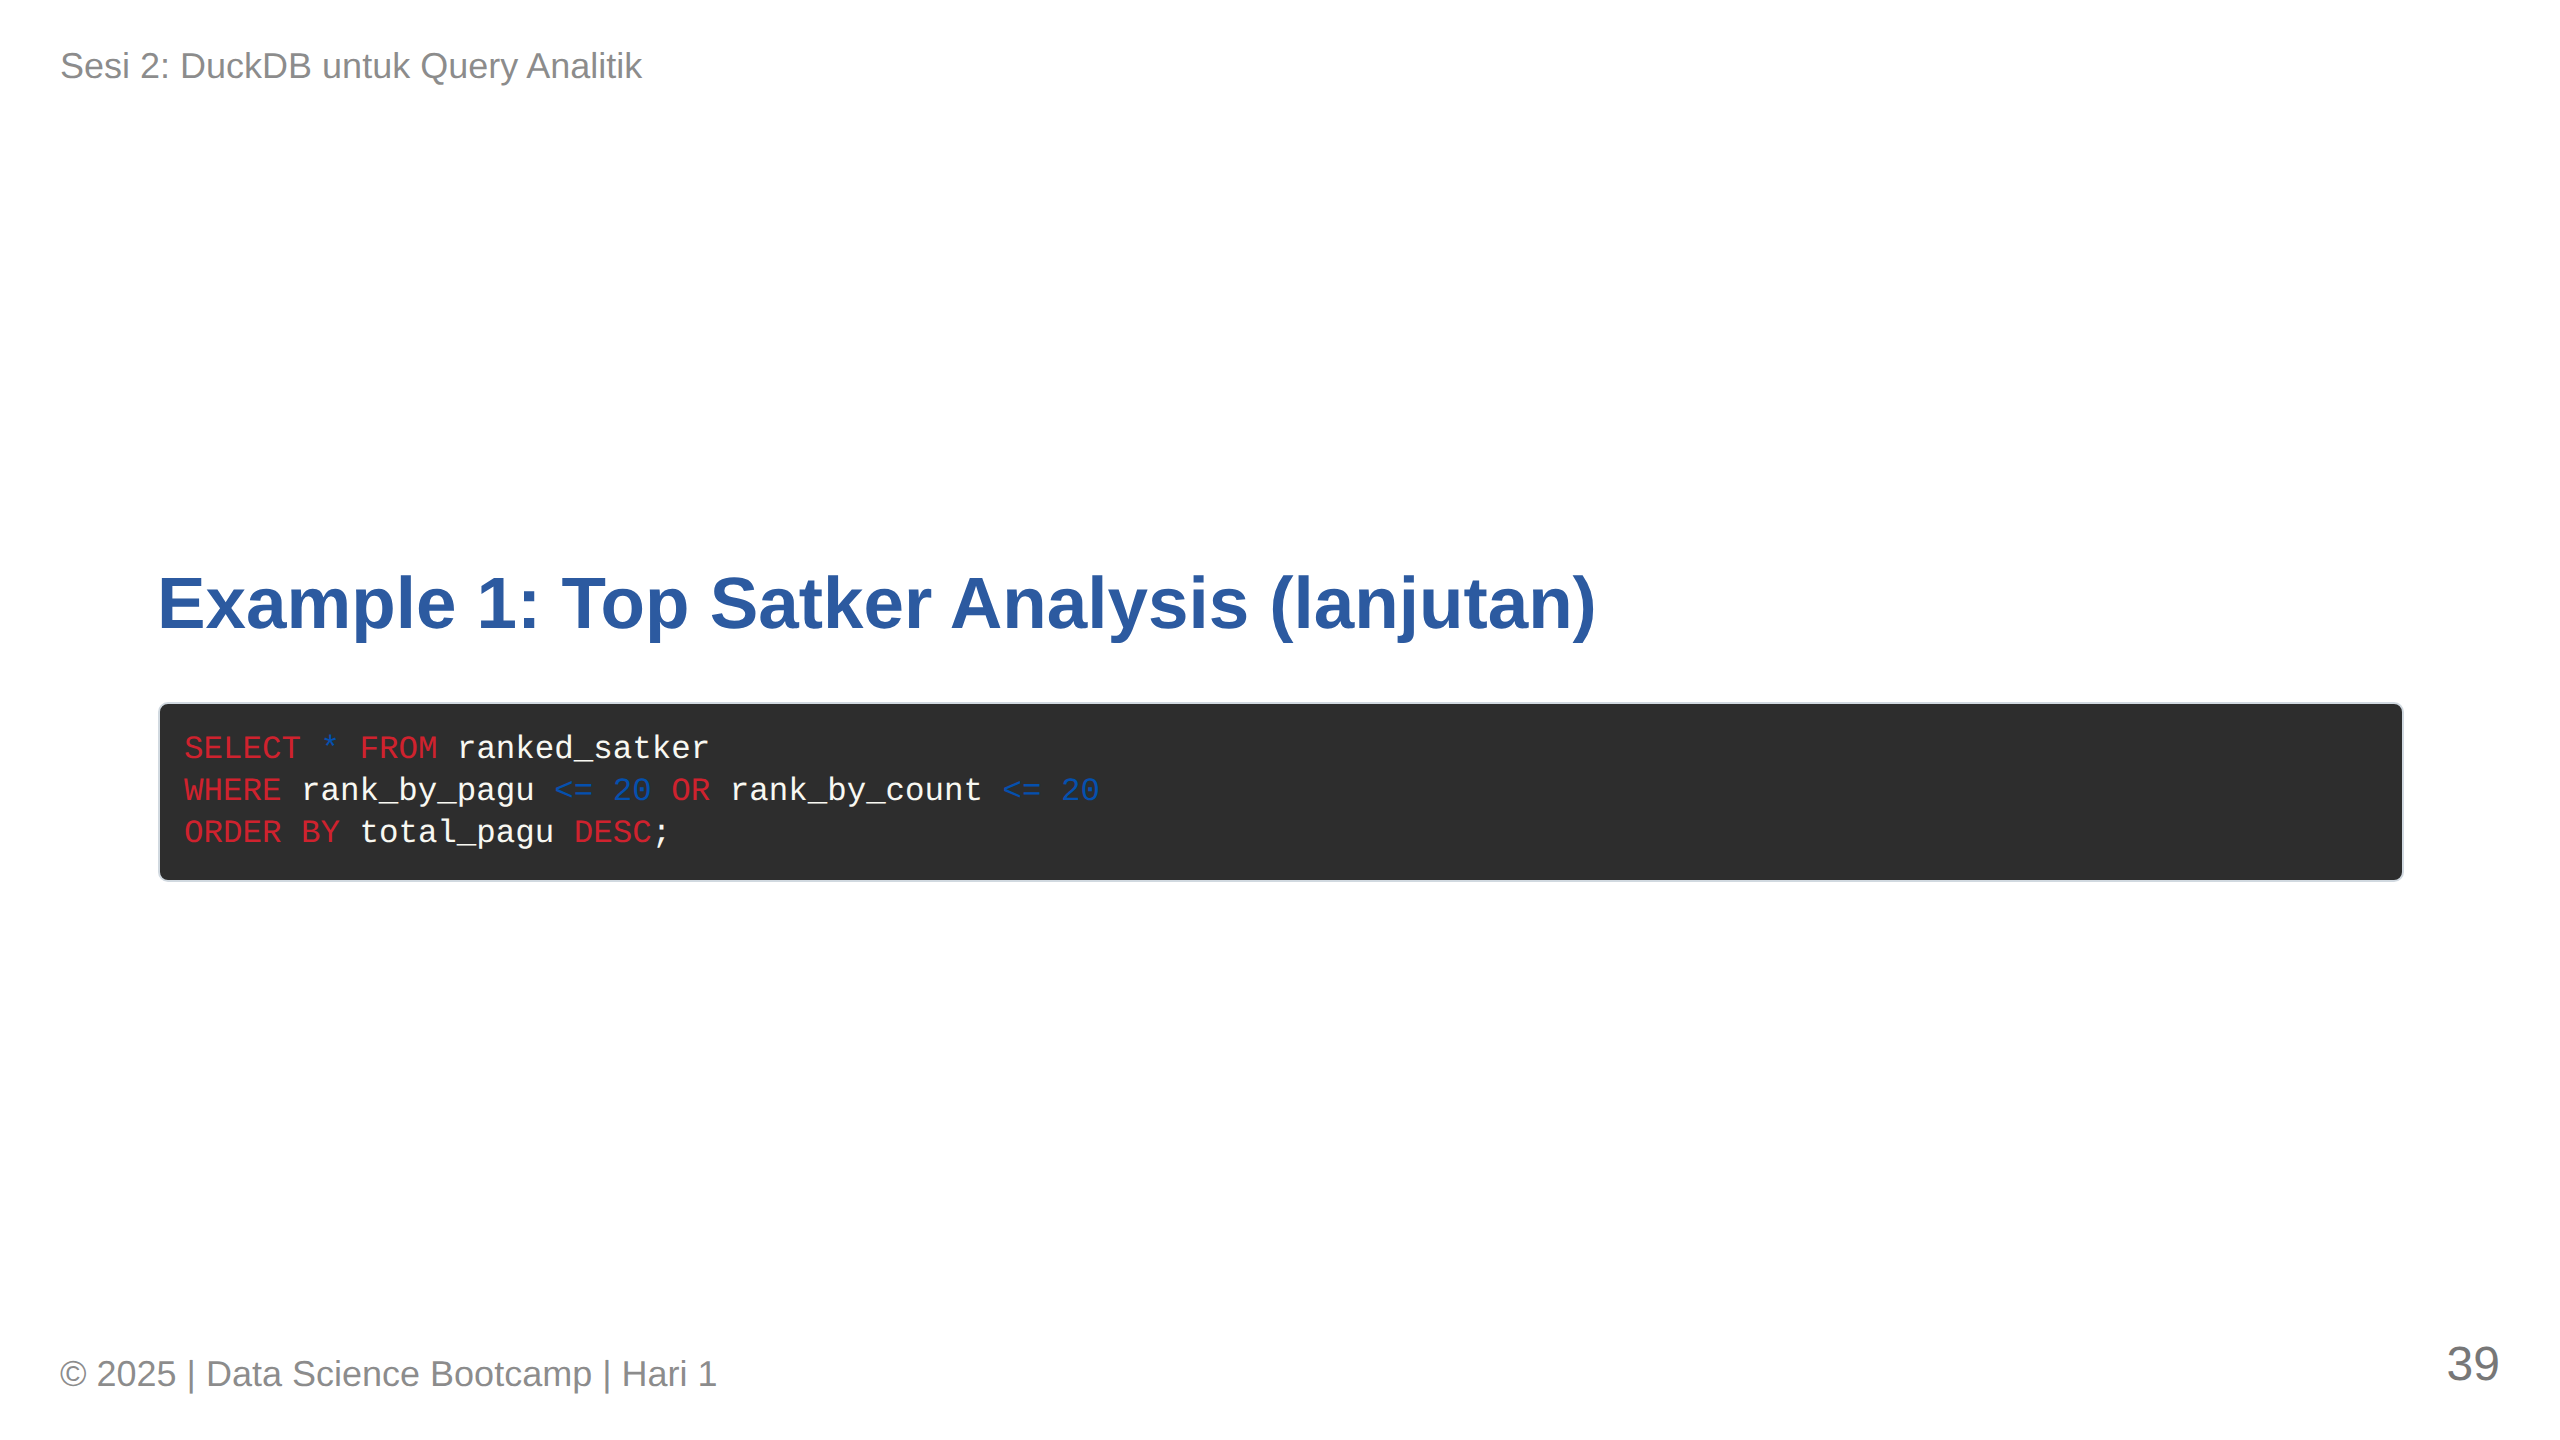 Sesi 2: DuckDB untuk Query Analitik
Example 1: Top Satker Analysis (lanjutan)
SELECT * FROM ranked_satker
WHERE rank_by_pagu <= 20 OR rank_by_count <= 20
ORDER BY total_pagu DESC;
© 2025 | Data Science Bootcamp | Hari 1
39